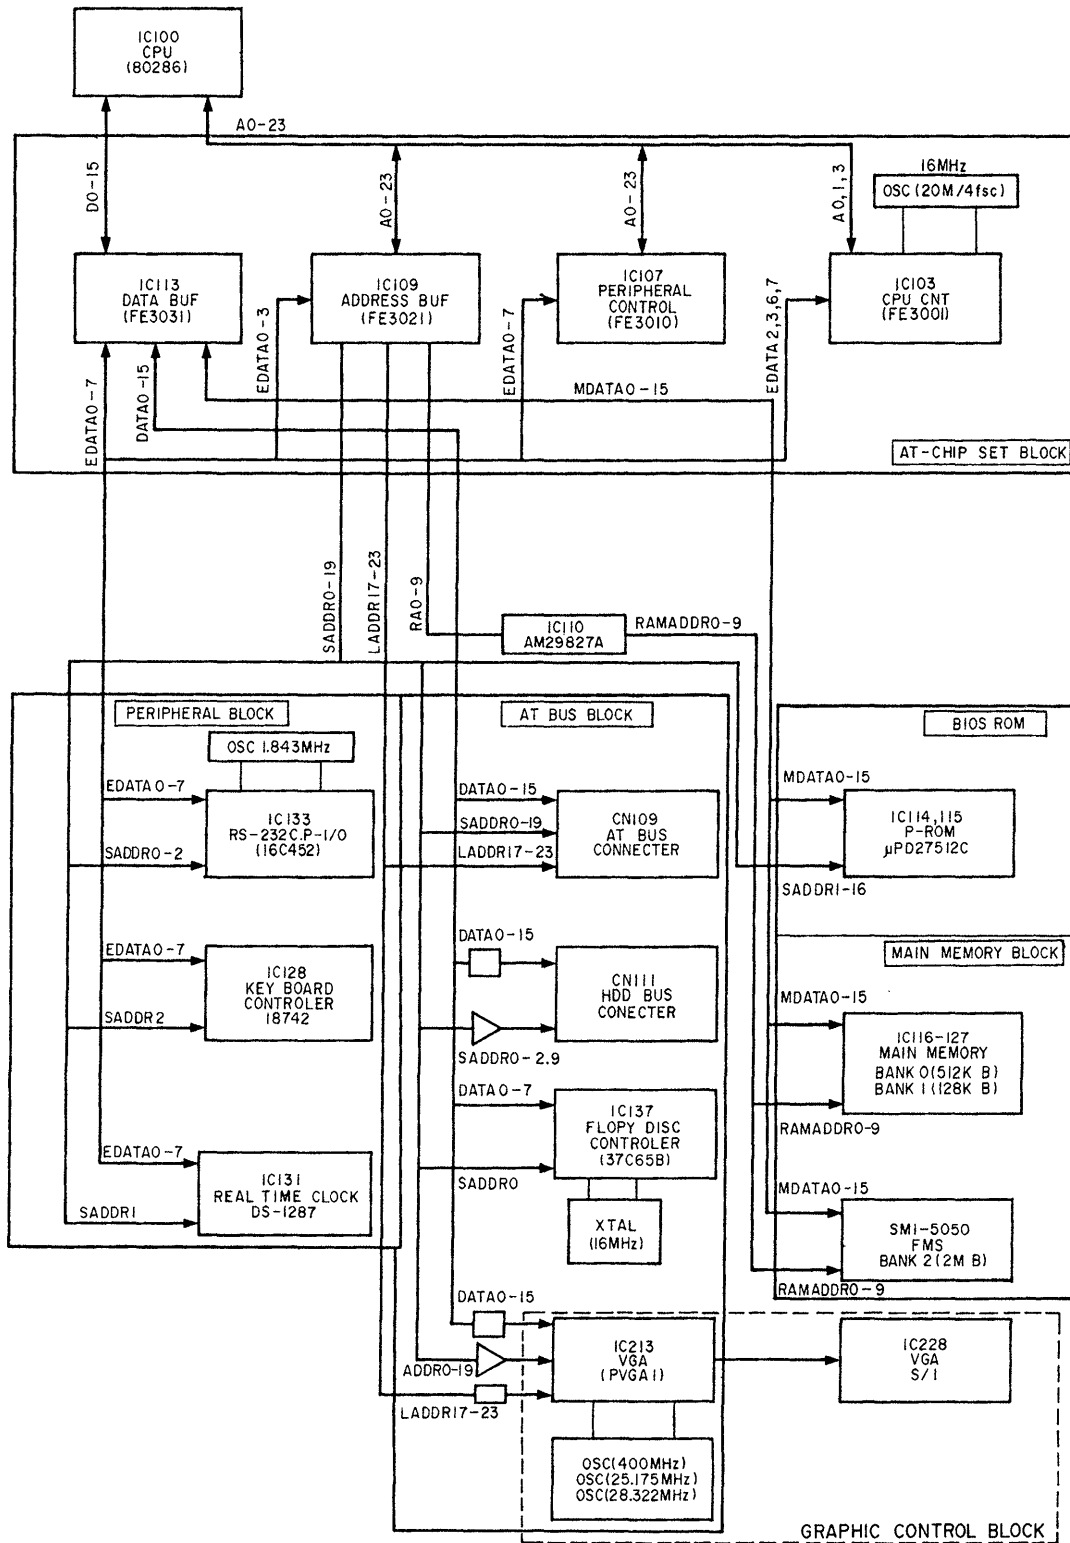 IC100
CPU
(80286)
A0-23
D0-15
A0-23
A0-23
A0,1,3
16MHz
OSC(20M/4fsc)
IC113
DATA BUF
(FE3031)
IC109
ADDRESS BUF
(FE3021)
IC107
PERIPHERAL
CONTROL
(FE3010)
IC103
CPU CNT
(FE3001)
EDATA0-7
DATA0-15
EDATA0-3
EDATA0-7
EDATA2,3,6,7
MDATA0-15
AT-CHIP SET BLOCK
SADDR0-19
LADDR17-23
RA0-9
IC110
AM29827A
RAMADDR0-9
PERIPHERAL BLOCK
AT BUS BLOCK
BIOS ROM
OSC 1.843MHz
EDATA0-7
IC133
RS-232C.P-I/O
(16C452)
SADDR0-2
DATA0-15
SADDR0-19
LADDR17-23
CN109
AT BUS
CONNECTER
MDATA0-15
IC114,115
P-ROM
μPD27512C
SADDR1-16
EDATA0-7
IC128
KEY BOARD
CONTROLER
18742
SADDR2
DATA0-15
CN111
HDD BUS
CONECTER
SADDR0-2.9
MAIN MEMORY BLOCK
MDATA0-15
IC116-127
MAIN MEMORY
BANK 0(512K B)
BANK 1(128K B)
RAMADDR0-9
DATA0-7
IC137
FLOPY DISC
CONTROLER
(37C65B)
SADDR0
XTAL
(16MHz)
EDATA0-7
IC131
REAL TIME CLOCK
DS-1287
SADDR1
MDATA0-15
SMI-5050
FMS
BANK 2(2M B)
RAMADDR0-9
DATA0-15
ADDR0-19
LADDR17-23
IC213
VGA
(PVGA1)
IC228
VGA
S/I
OSC(400MHz)
OSC(25.175MHz)
OSC(28.322MHz)
GRAPHIC CONTROL BLOCK